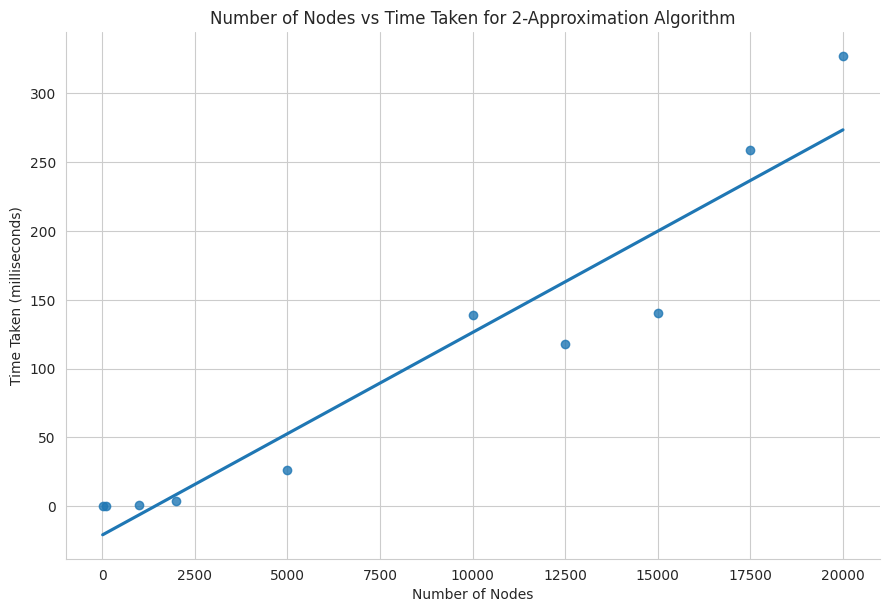 Number of Nodes vs Time Taken for 2-Approximation Algorithm
Time Taken (milliseconds)
300
250
200
150
100
50
0
0 2500 5000 7500 10000 12500 15000 17500 20000
Number of Nodes